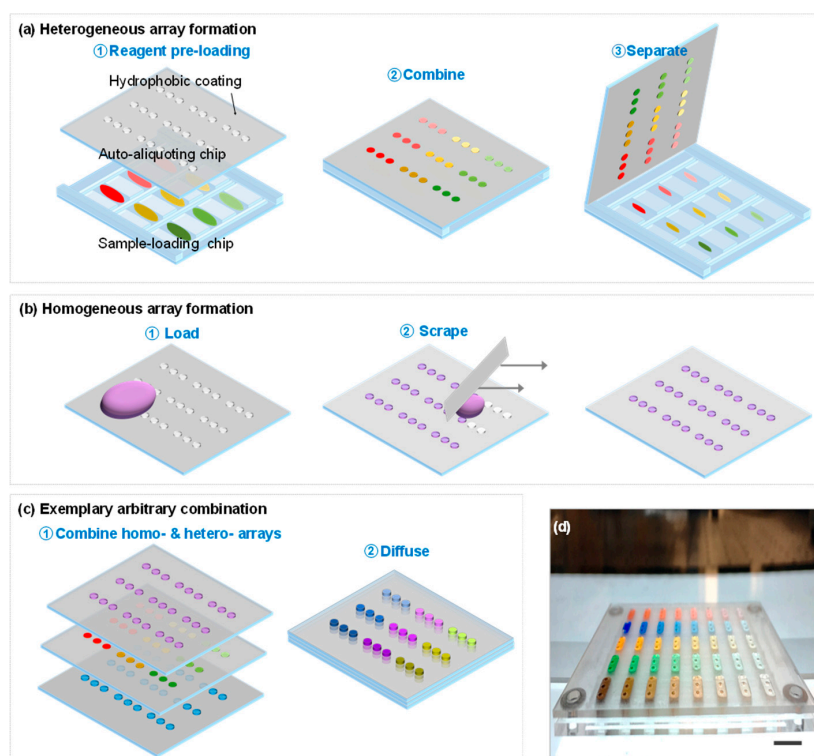 (a) Heterogeneous array formation
①Reagent pre-loading
②Combine
③Separate
Hydrophobic coating
Auto-aliquoting chip
Sample-loading chip
(b) Homogeneous array formation
① Load
② Scrape
(c) Exemplary arbitrary combination
①Combine homo- & hetero- arrays
②Diffuse
(d)